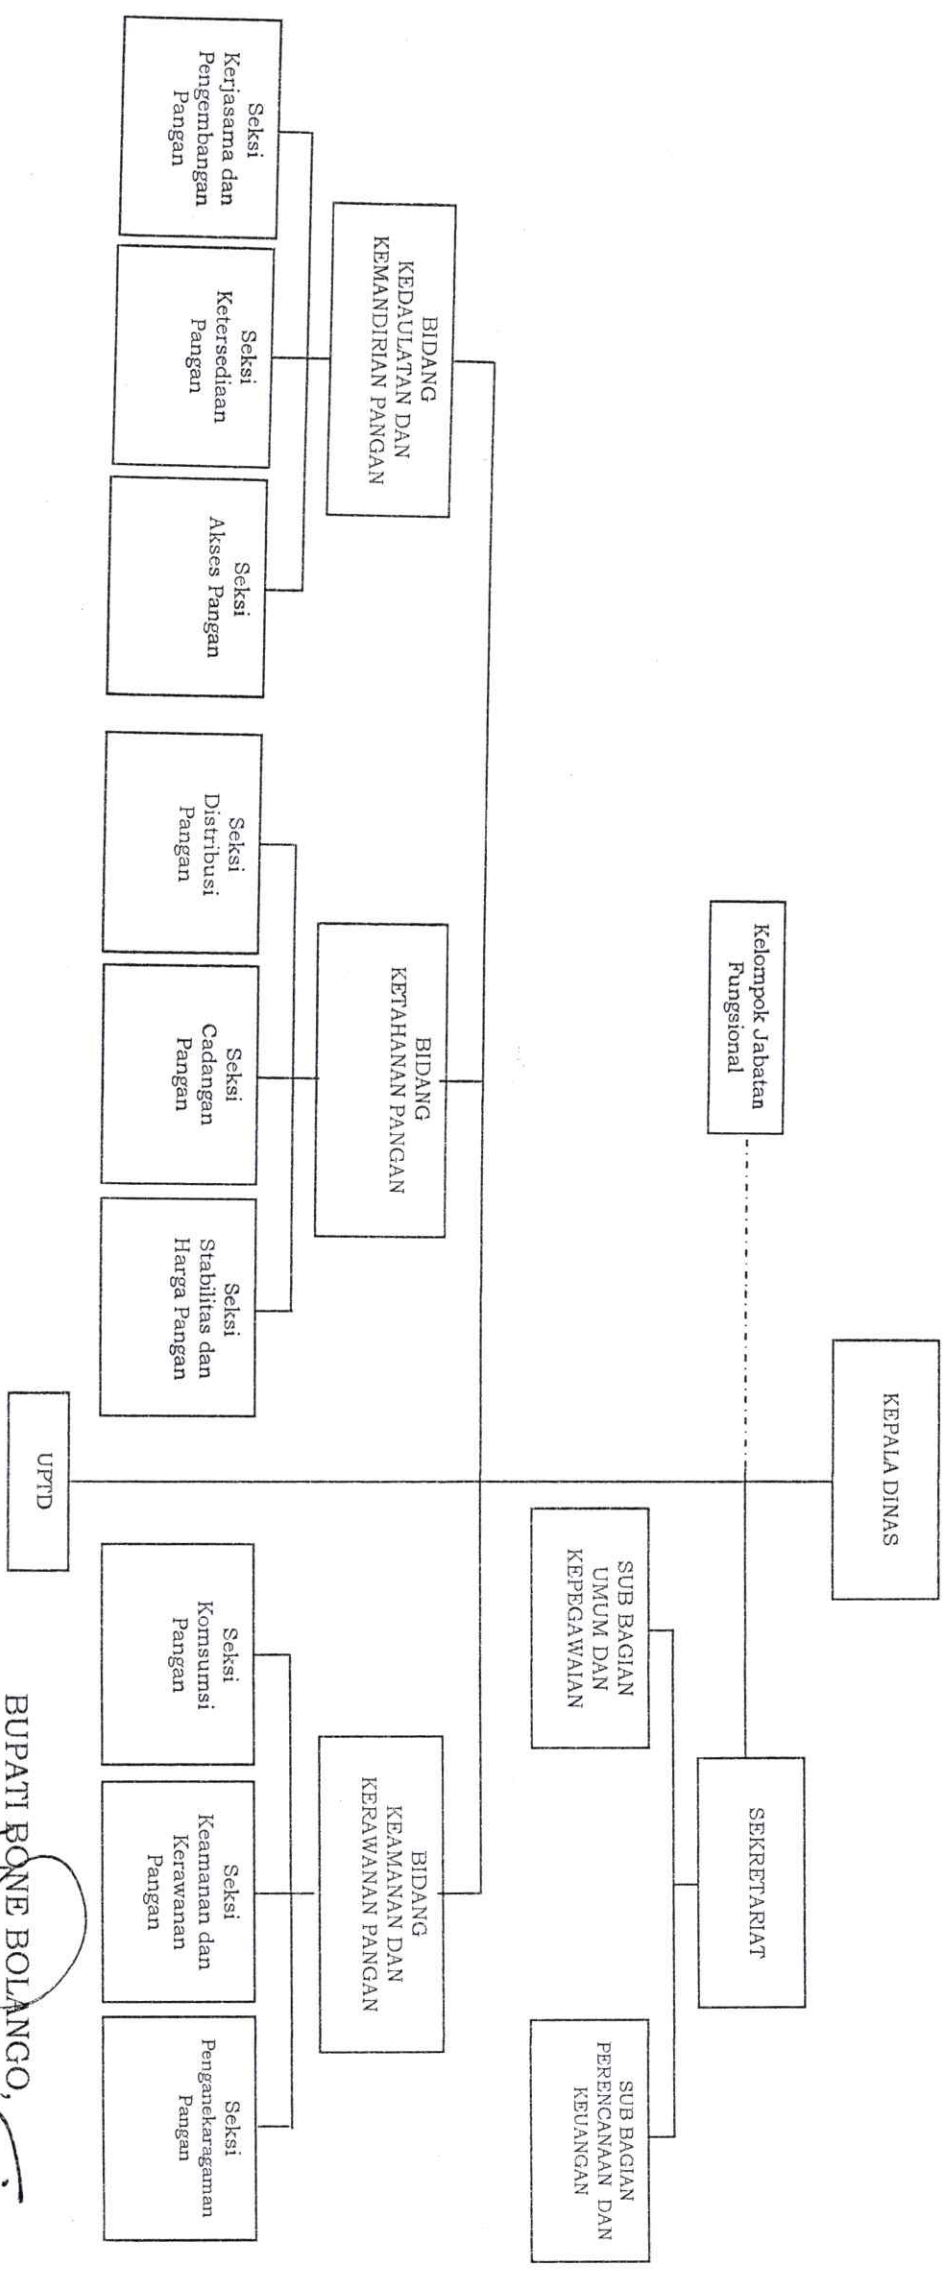 KEPALA DINAS
Kelompok Jabatan
Fungsional
SEKRETARIAT
SUB BAGIAN
UMUM DAN
KEPEGAWAIAN
SUB BAGIAN
PERENCANAAN DAN
KEUANGAN
BIDANG
KEDAULATAN DAN
KEMANDIRIAN PANGAN
BIDANG
KETAHANAN PANGAN
BIDANG
KEAMANAN DAN
KERAWANAN PANGAN
Seksi
Kerjasama dan
Pengembangan
Pangan
Seksi
Ketersediaan
Pangan
Seksi
Akses Pangan
Seksi
Distribusi
Pangan
Seksi
Cadangan
Pangan
Seksi
Stabilitas dan
Harga Pangan
Seksi
Komsumsi
Pangan
Seksi
Keamanan dan
Kerawanan
Pangan
Seksi
Penganekaragaman
Pangan
UPTD
BUPATI BONE BOLANGO,